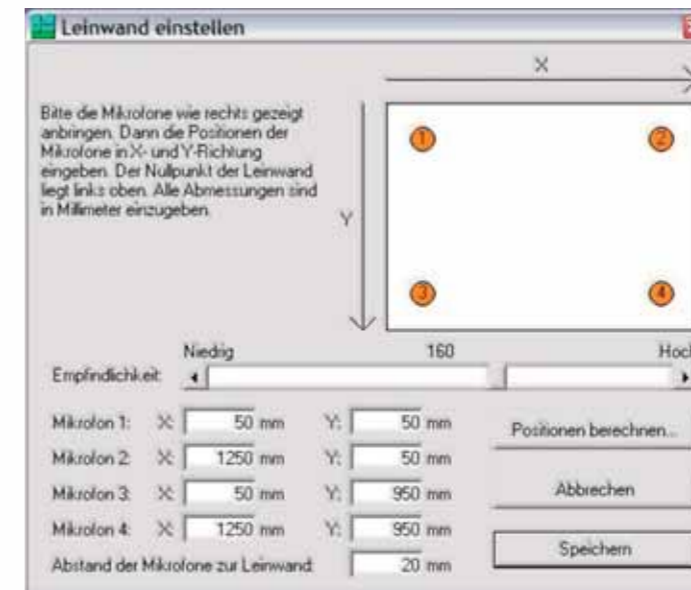 Leinwand einstellen
X
Bitte die Mikrofone wie rechts gezeigt
anbringen. Dann die Positionen der
Mikrofone in X- und Y-Richtung
eingeben. Der Nullpunkt der Leinwand
liegt links oben. Alle Abmessungen sind
in Millimeter einzugeben.
Y
1
2
3
4
Niedrig 160 Hoch
Empfindlichkeit:
Mikrofon 1: X: 50 mm Y: 50 mm
Positionen berechnen...
Mikrofon 2: X: 1250 mm Y: 50 mm
Mikrofon 3: X: 50 mm Y: 950 mm
Abbrechen
Mikrofon 4: X: 1250 mm Y: 950 mm
Speichern
Abstand der Mikrofone zur Leinwand: 20 mm